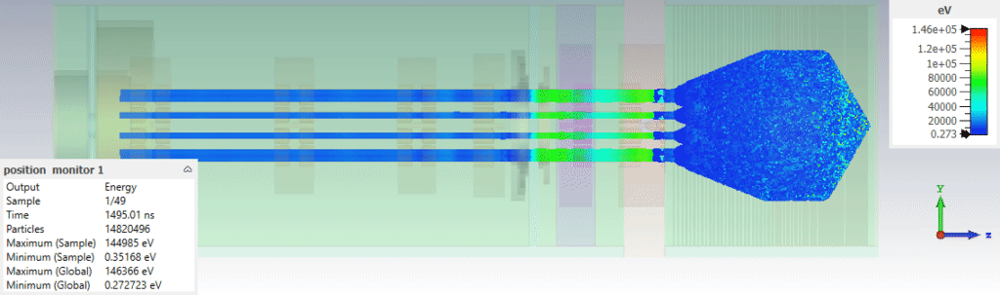 eV
1.46e+05
1.2e+05
1e+05
80000
60000
40000
20000
0.273
position monitor 1
Output Energy
Sample 1/49
Time 1495.01 ns
Particles 14820496
Maximum (Sample) 144985 eV
Minimum (Sample) 0.35168 eV
Maximum (Global) 146366 eV
Minimum (Global) 0.272723 eV
Y
z